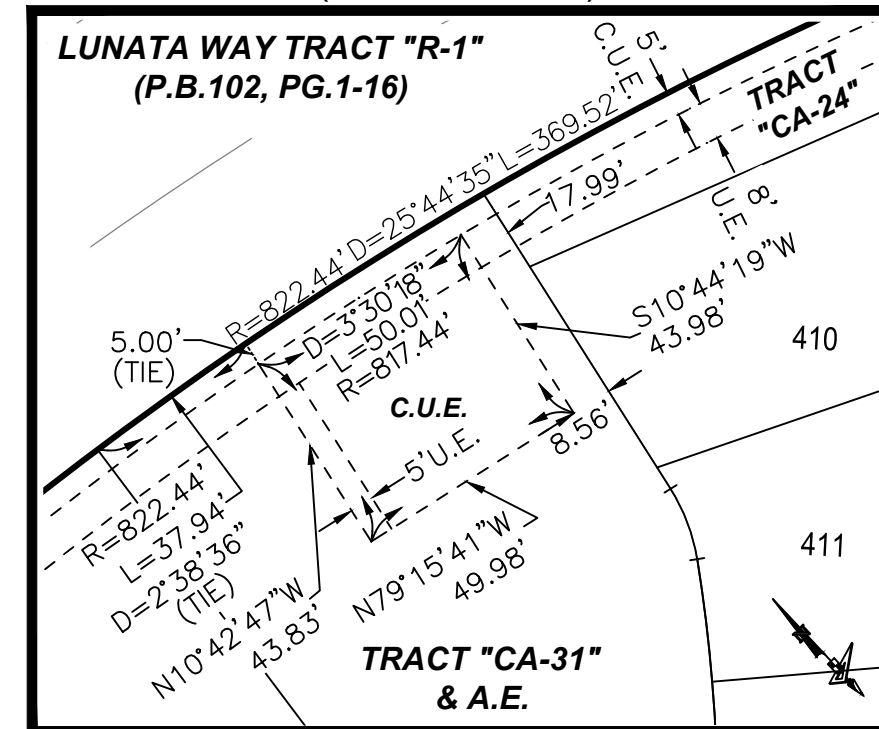 LUNATA WAY TRACT "R-1"
(P.B.102, PG.1-16)
5'
C.U.E.
TRACT
"CA-24"
R=822.44' D=25°44'35" L=369.52'
17.99'
8'
U.E.
5.00'
(TIE)
D=3°30'18"
L=50.01'
R=817.44'
S10°44'19"W
43.98'
410
C.U.E.
8.56'
5'U.E.
R=822.44'
L=37.94'
D=2°38'36"
(TIE)
N79°15'41"W
49.98'
411
N10°42'47"W
43.83'
TRACT "CA-31"
& A.E.